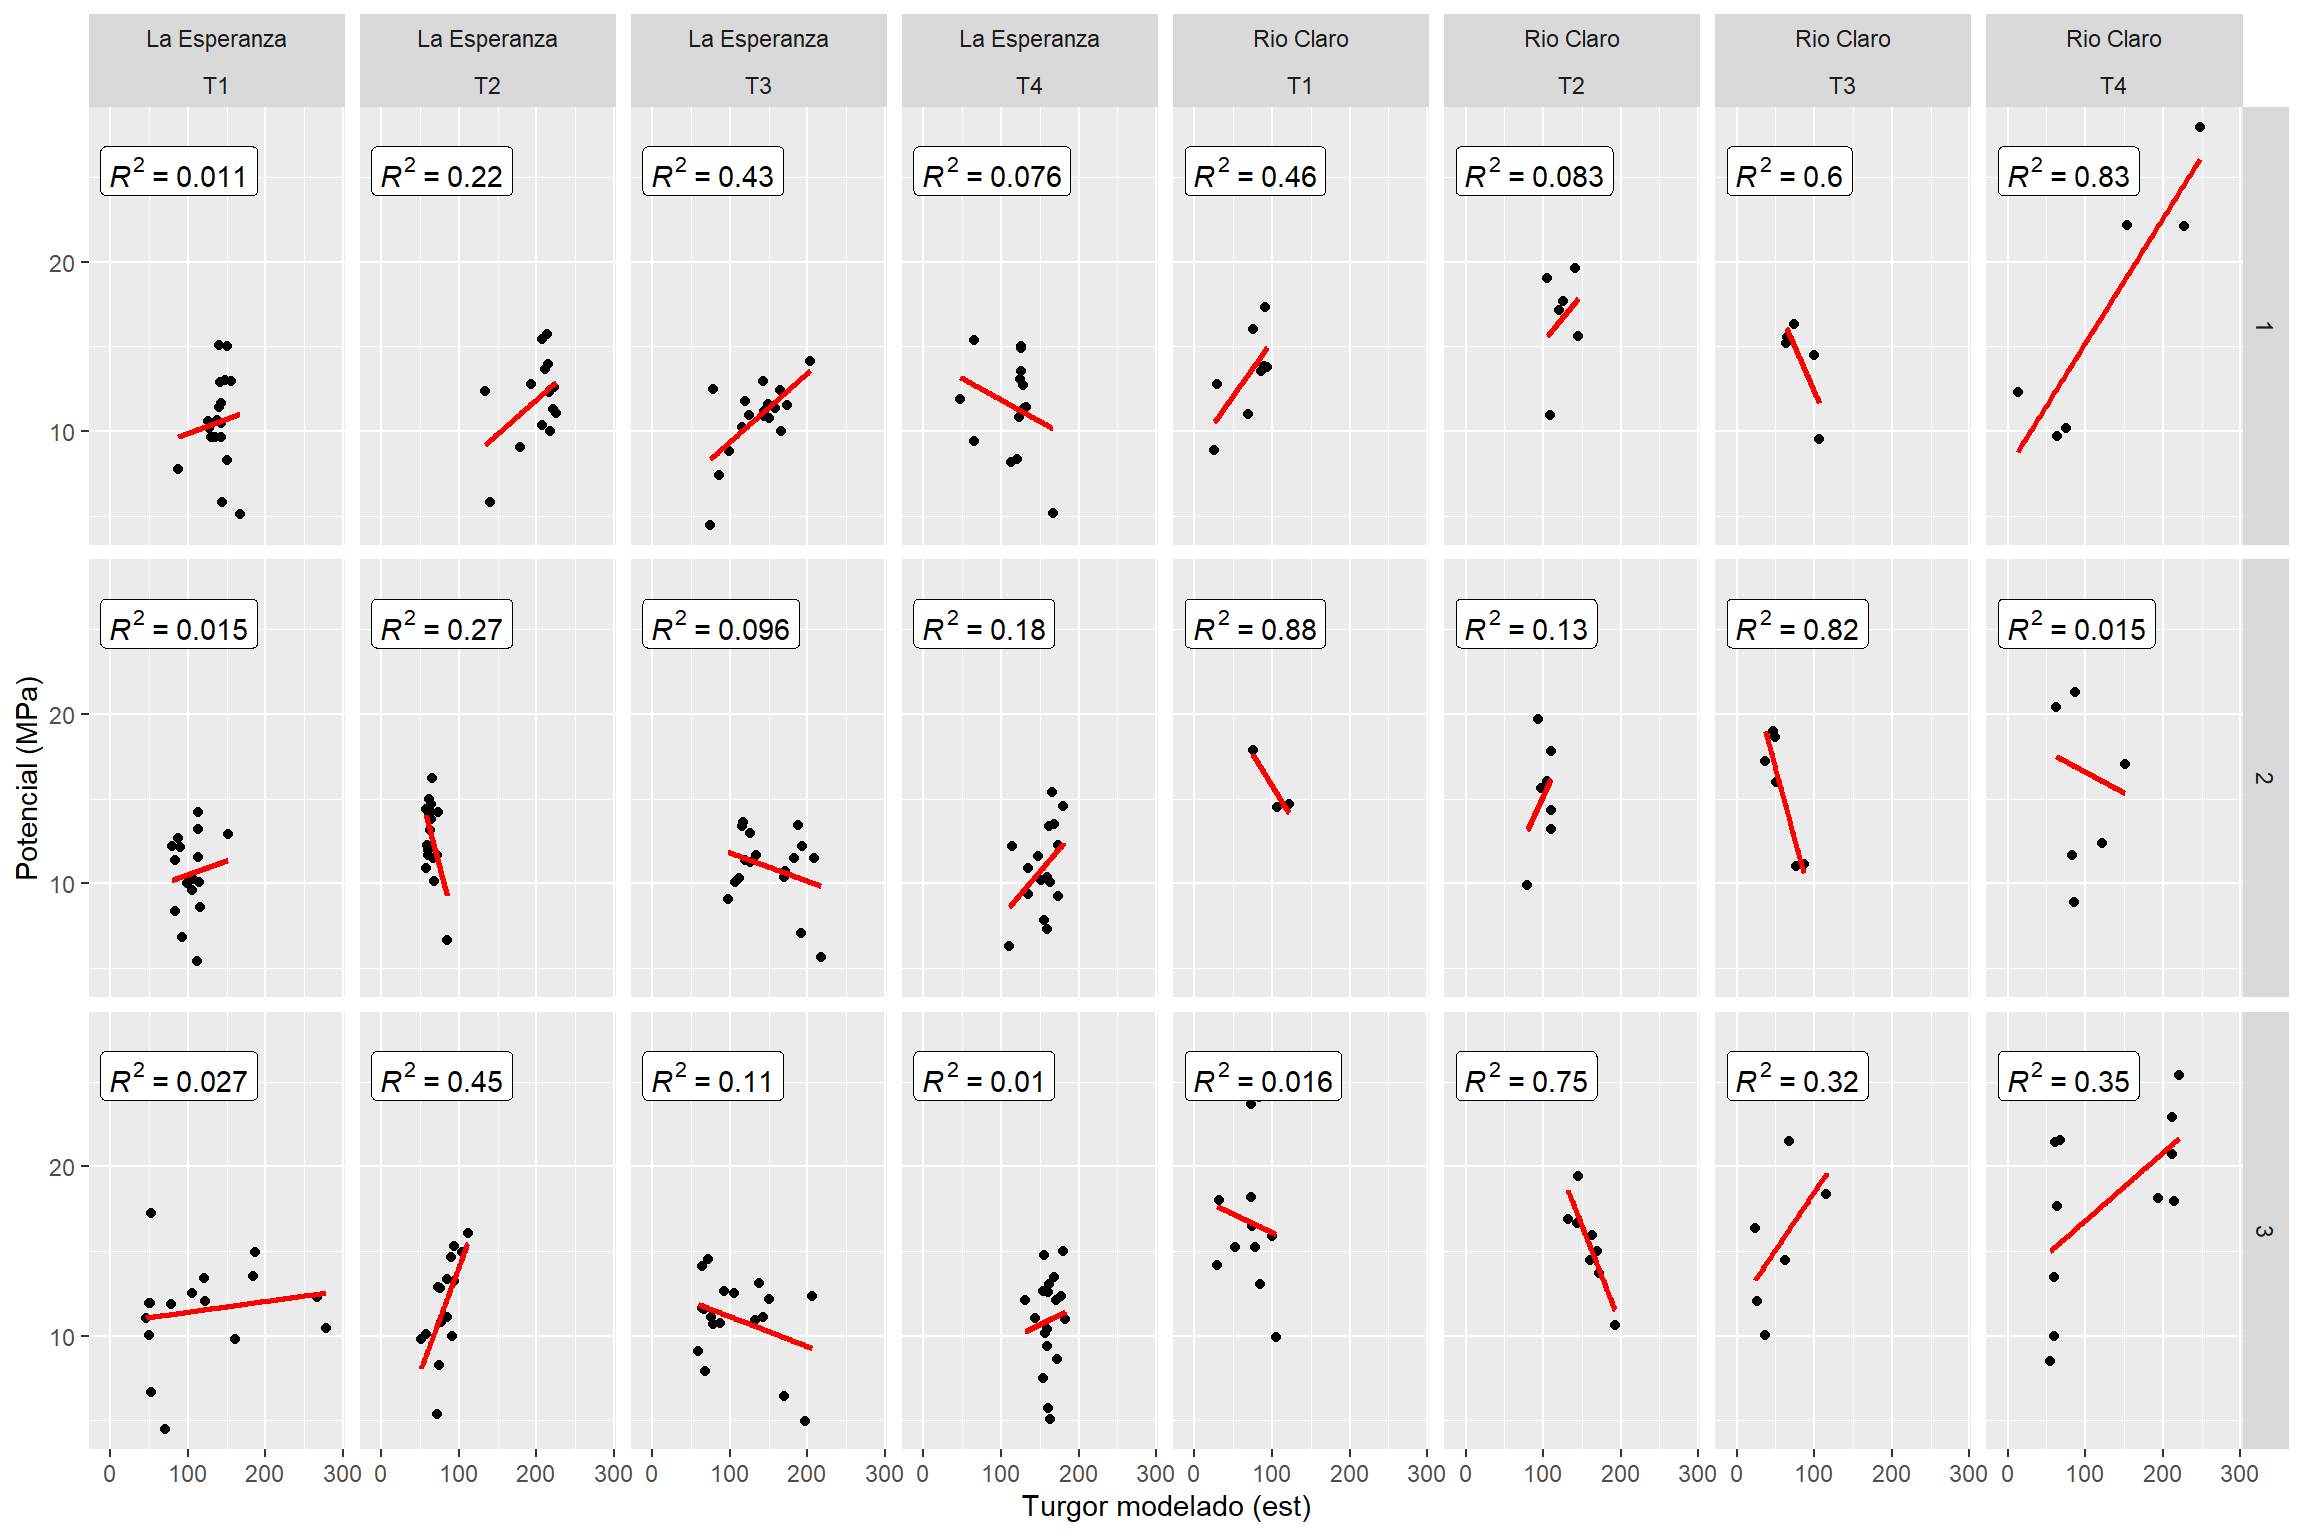 La Esperanza La Esperanza La Esperanza La Esperanza Rio Claro Rio Claro Rio Claro Rio Claro
T1 T2 T3 T4 T1 T2 T3 T4
R² = 0.011 R² = 0.22 R² = 0.43 R² = 0.076 R² = 0.46 R² = 0.083 R² = 0.6 R² = 0.83
20
1
10
R² = 0.015 R² = 0.27 R² = 0.096 R² = 0.18 R² = 0.88 R² = 0.13 R² = 0.82 R² = 0.015
20
2
10
Potencial (MPa)
R² = 0.027 R² = 0.45 R² = 0.11 R² = 0.01 R² = 0.016 R² = 0.75 R² = 0.32 R² = 0.35
20
3
10
0 100 200 300 0 100 200 300 0 100 200 300 0 100 200 300 0 100 200 300 0 100 200 300 0 100 200 300 0 100 200 300
Turgor modelado (est)